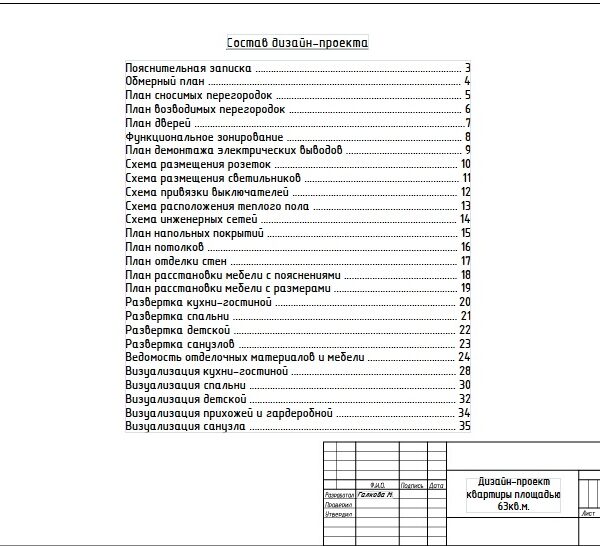 Состав дизайн-проекта
Пояснительная записка 3
Обмерный план 4
План сносимых перегородок 5
План возводимых перегородок 6
План дверей 7
Функциональное зонирование 8
План демонтажа электрических выводов 9
Схема размещения розеток 10
Схема размещения светильников 11
Схема привязки выключателей 12
Схема расположения теплого пола 13
Схема инженерных сетей 14
План напольных покрытий 15
План потолков 16
План отделки стен 17
План расстановки мебели с пояснениями 18
План расстановки мебели с размерами 19
Развертка кухни-гостиной 20
Развертка спальни 21
Развертка детской 22
Развертка санузлов 23
Ведомость отделочных материалов и мебели 24
Визуализация кухни-гостиной 28
Визуализация спальни 30
Визуализация детской 32
Визуализация прихожей и гардеробной 34
Визуализация санузла 35
Ф.И.О. Подпись Дата
Разработал Галкова М.
Проверил
Утвердил
Дизайн-проект
квартиры площадью
63кв.м.
Лист